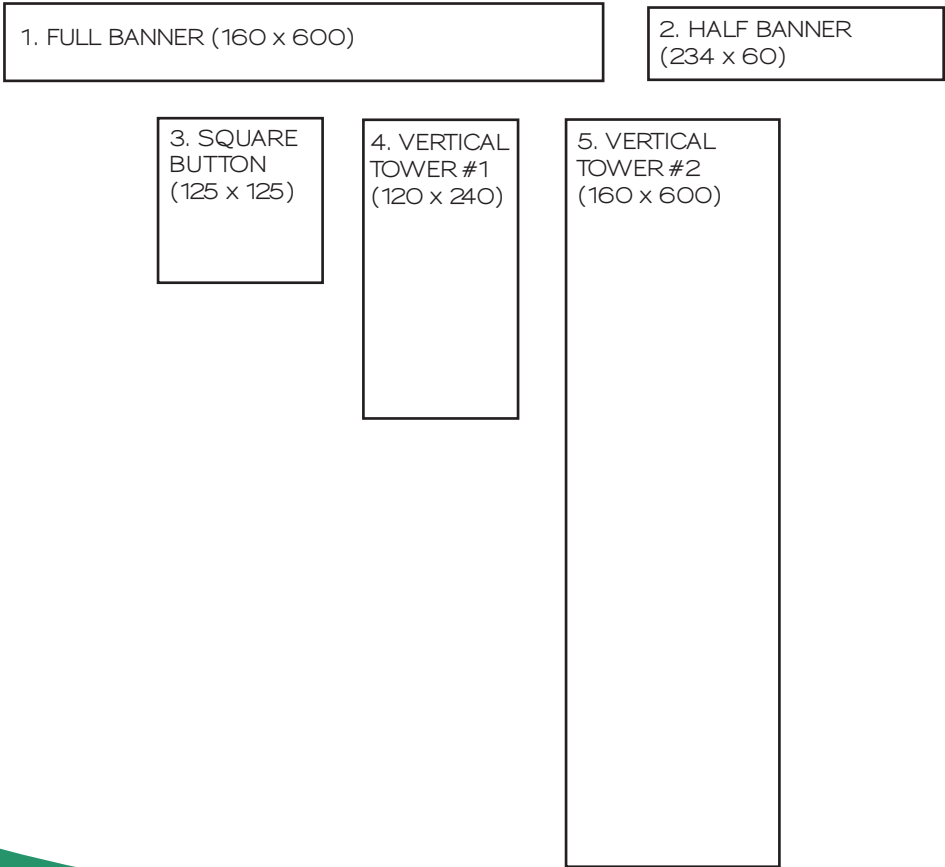 1. FULL BANNER (160 x 600)
2. HALF BANNER
(234 x 60)
3. SQUARE
BUTTON
(125 x 125)
4. VERTICAL
TOWER #1
(120 x 240)
5. VERTICAL
TOWER #2
(160 x 600)